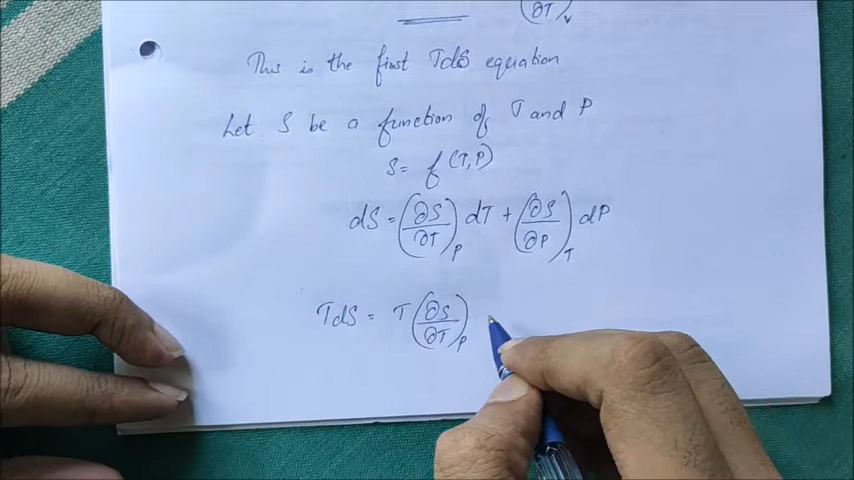 (∂T)v
This is the first TdS equation
Let S be a function of T and P
S = f(T,P)
dS = (∂S/∂T)P dT + (∂S/∂P)T dP
TdS = T(∂S/∂T)P